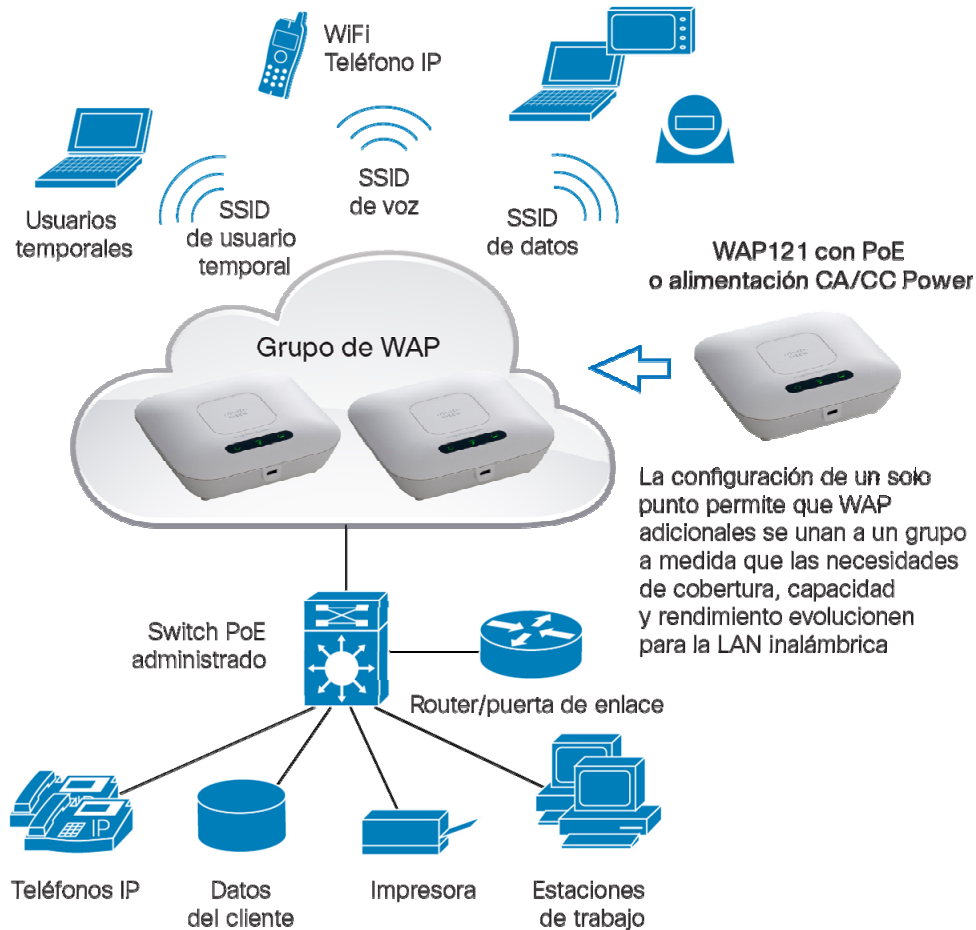 WiFi
Teléfono IP
Usuarios
temporales
SSID
de usuario
temporal
SSID
de voz
SSID
de datos
WAP121 con PoE
o alimentación CA/CC Power
Grupo de WAP
La configuración de un solo
punto permite que WAP
adicionales se unan a un grupo
a medida que las necesidades
de cobertura, capacidad
y rendimiento evolucionen
para la LAN inalámbrica
Switch PoE
administrado
Router/puerta de enlace
IP
Teléfonos IP
Datos
del cliente
Impresora
Estaciones
de trabajo